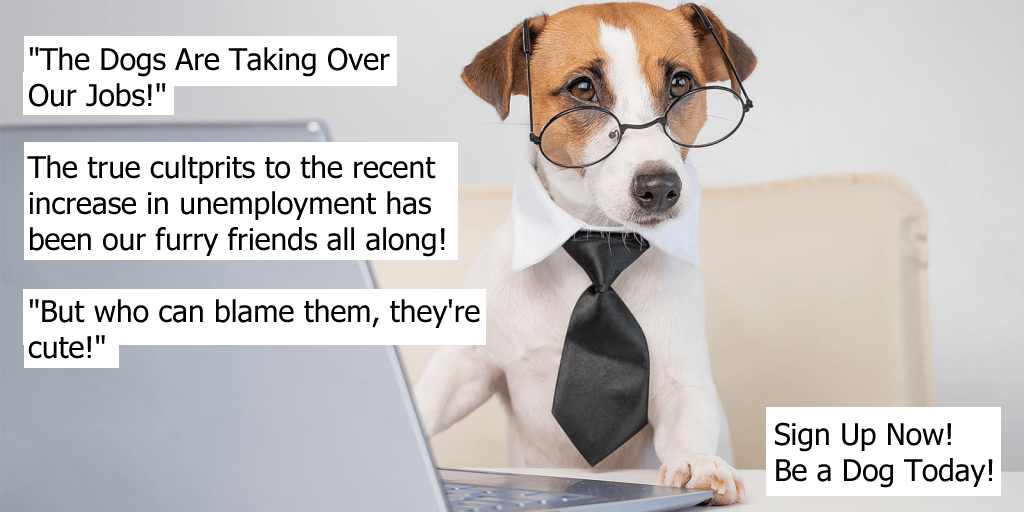 "The Dogs Are Taking Over
Our Jobs!"
The true cultprits to the recent
increase in unemployment has
been our furry friends all along!
"But who can blame them, they're
cute!"
Sign Up Now!
Be a Dog Today!